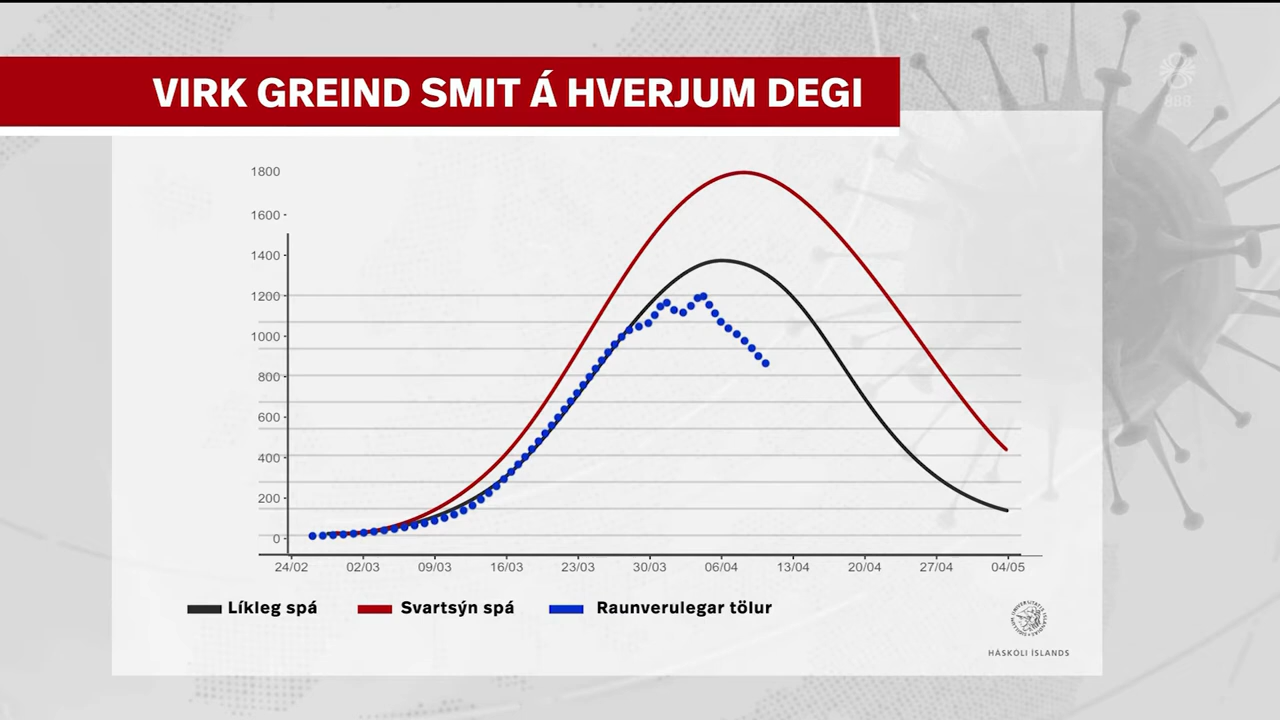 VIRK GREIND SMIT Á HVERJUM DEGI
888
1800
1600
1400
1200
1000
800
600
400
200
0
24/02 02/03 09/03 16/03 23/03 30/03 06/04 13/04 20/04 27/04 04/05
Líkleg spá Svartsýn spá Raunverulegar tölur
HÁSKÓLI ÍSLANDS